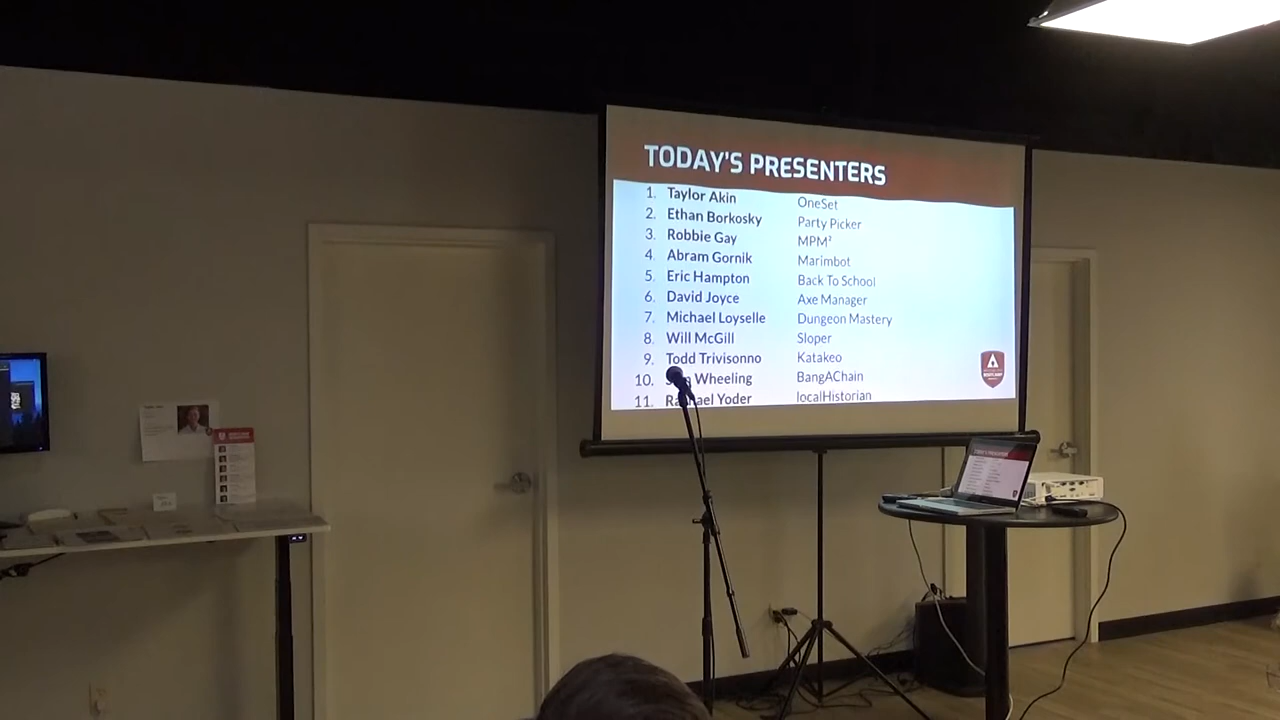 TODAY'S PRESENTERS
1. Taylor Akin OneSet
2. Ethan Borkosky Party Picker
3. Robbie Gay MPM²
4. Abram Gornik Marimbot
5. Eric Hampton Back To School
6. David Joyce Axe Manager
7. Michael Loyselle Dungeon Mastery
8. Will McGill Sloper
9. Todd Trivisonno Katakeo
10. Wheeling BangAChain
11. Yoder localHistorian